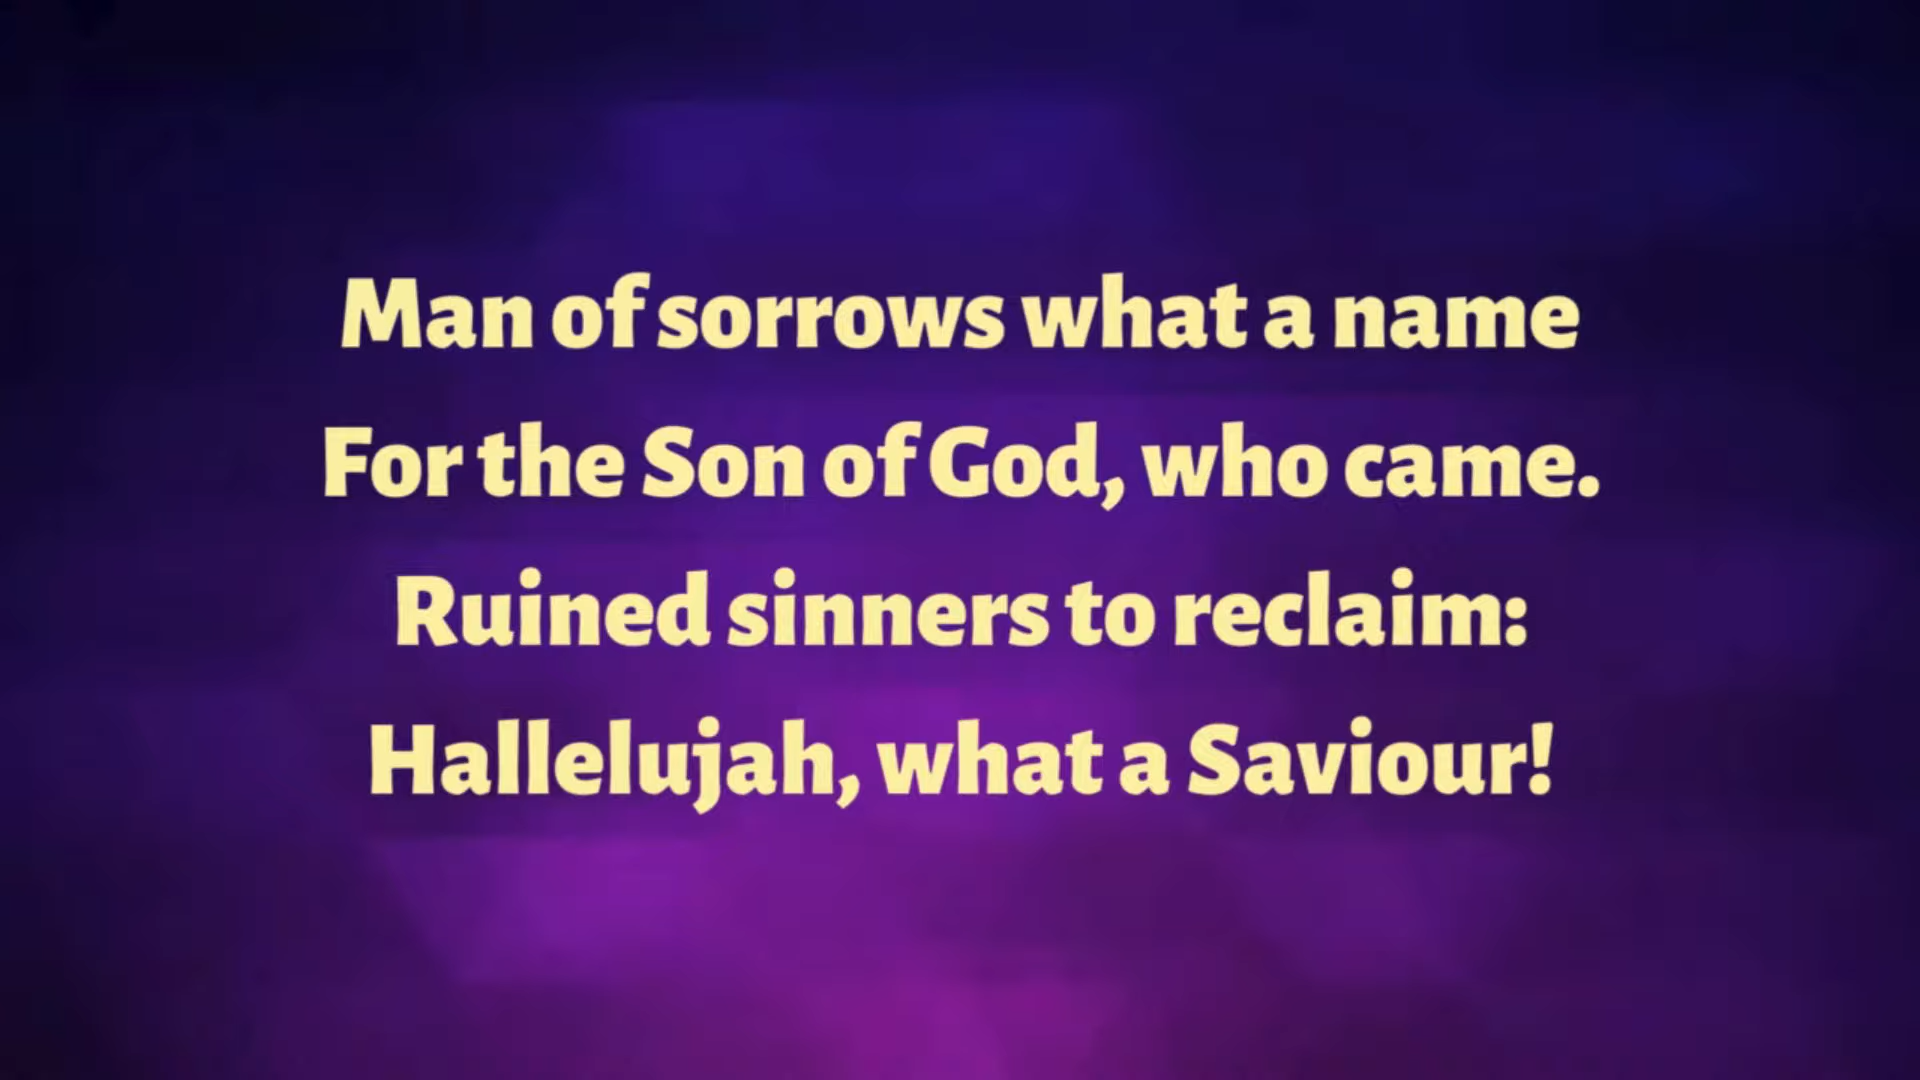 Man of sorrows what a name
For the Son of God, who came.
Ruined sinners to reclaim:
Hallelujah, what a Saviour!